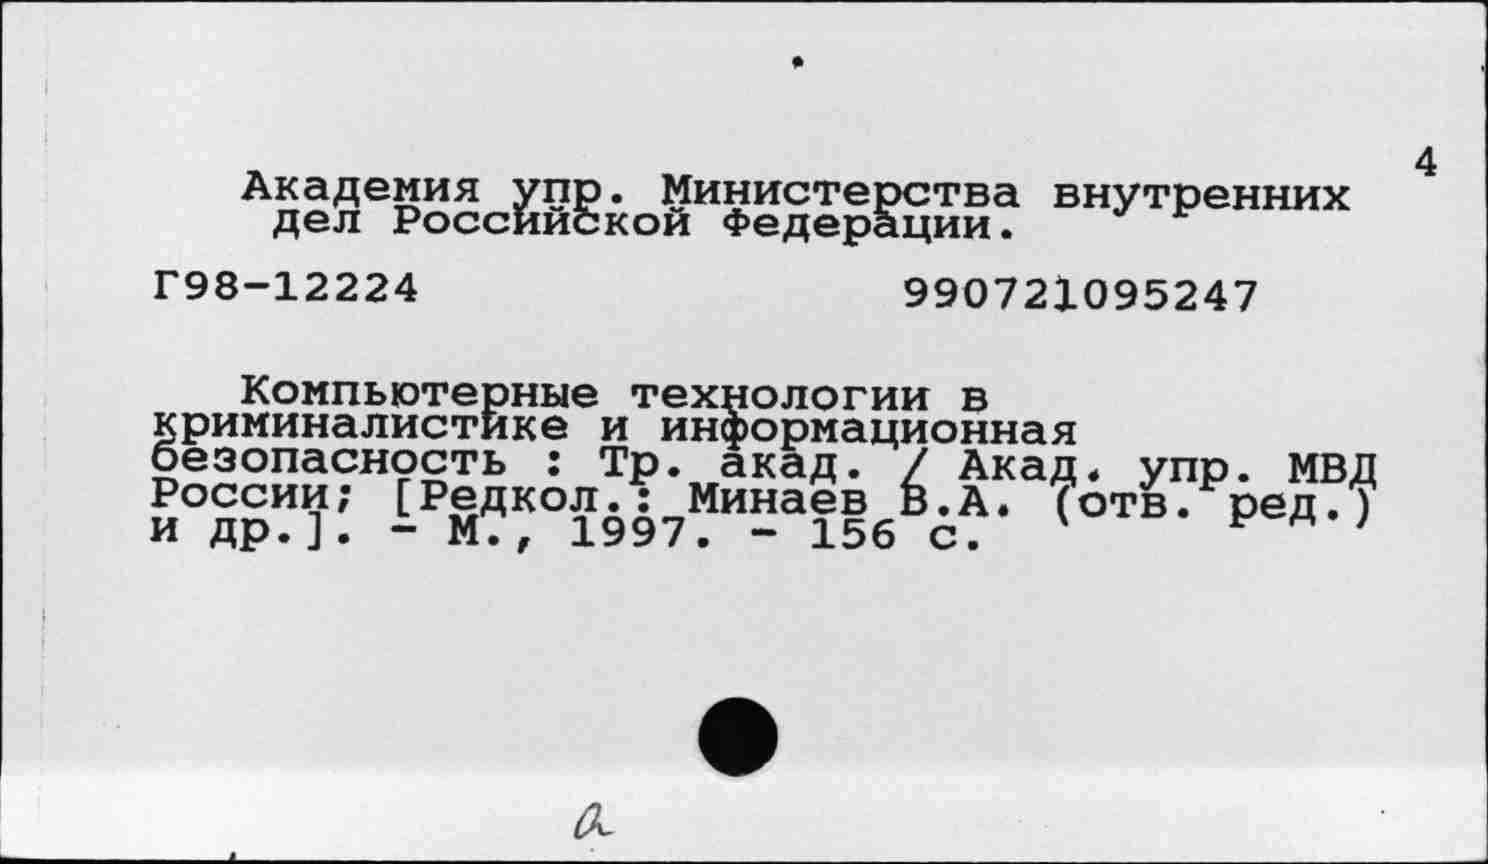 4
Академия упр. Министерства внутренних
дел Российской Федерации.
Г98-12224 990721095247
Компьютерные технологии в
криминалистике и информационная
безопасность : Тр. акад. / Акад. упр. МВД
России; [Редкол.: Минаев В.А. (отв. ред.)
и др.]. - М., 1997. - 156 с.
а